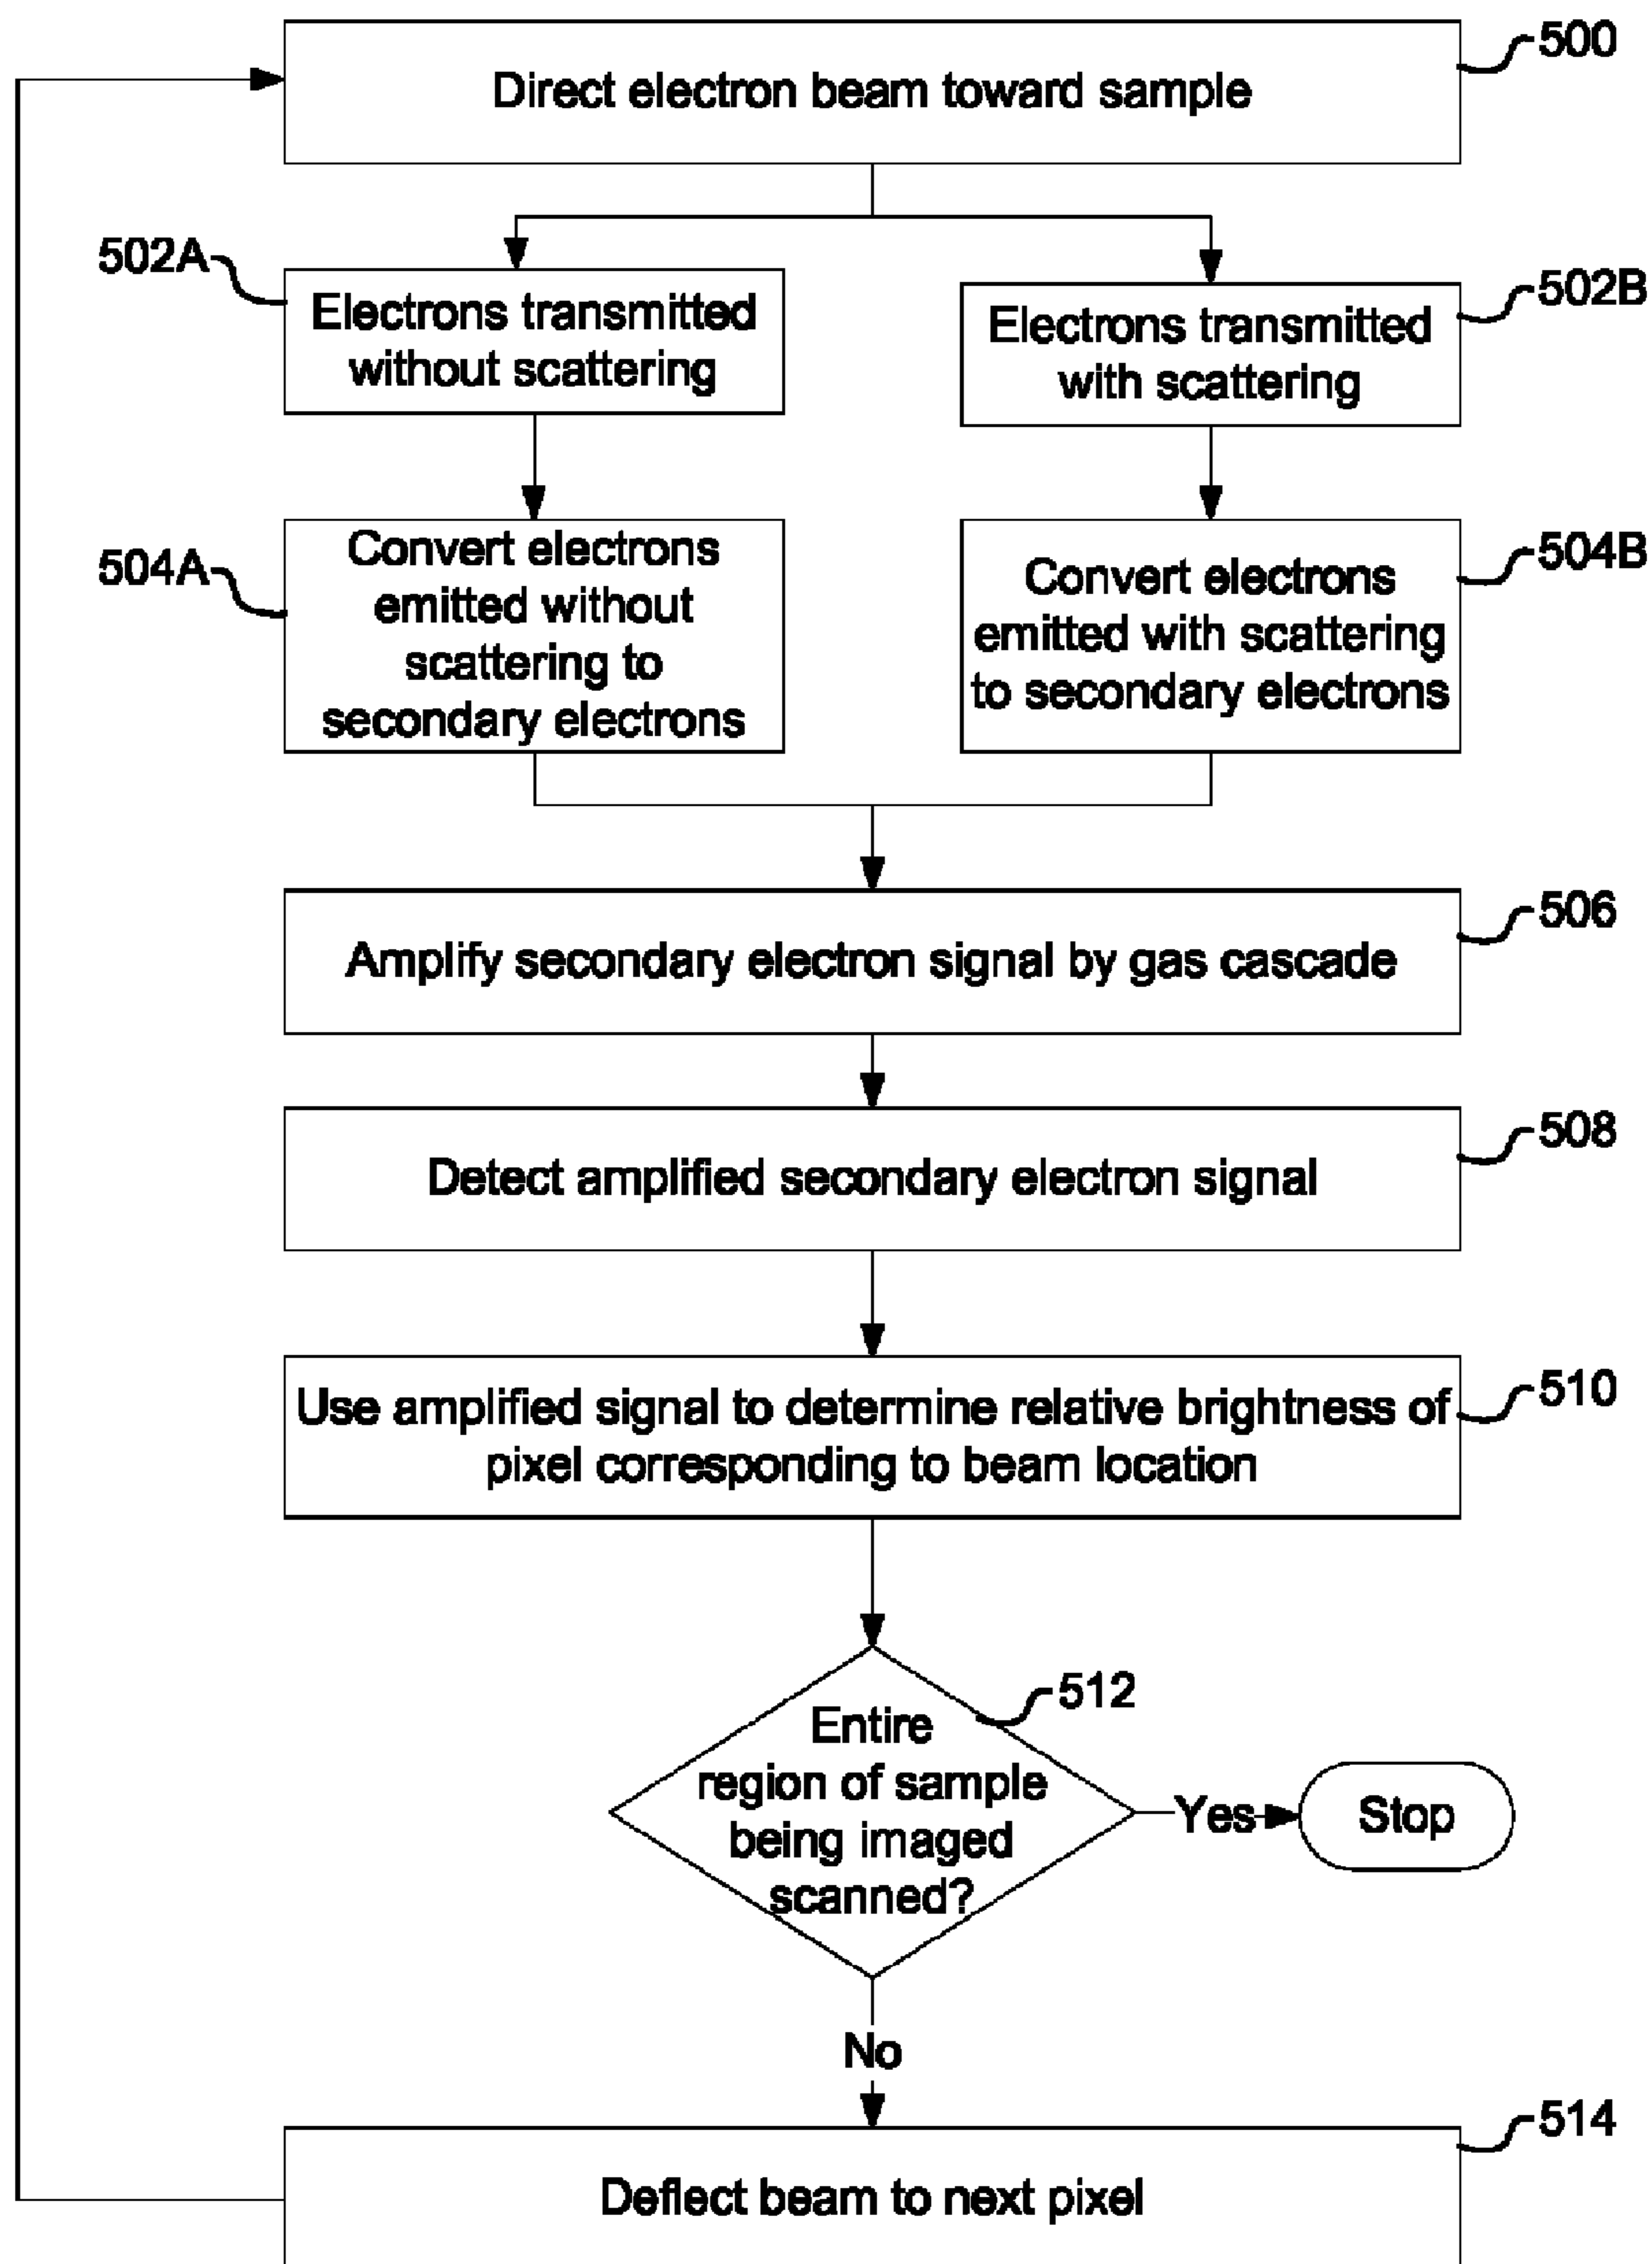 500
Direct electron beam toward sample
502A
Electrons transmitted
without scattering
502B
Electrons transmitted
with scattering
504A
Convert electrons
emitted without
scattering to
secondary electrons
504B
Convert electrons
emitted with scattering
to secondary electrons
506
Amplify secondary electron signal by gas cascade
508
Detect amplified secondary electron signal
510
Use amplified signal to determine relative brightness of
pixel corresponding to beam location
512
Entire
region of sample
being imaged
scanned?
Yes
Stop
No
514
Deflect beam to next pixel